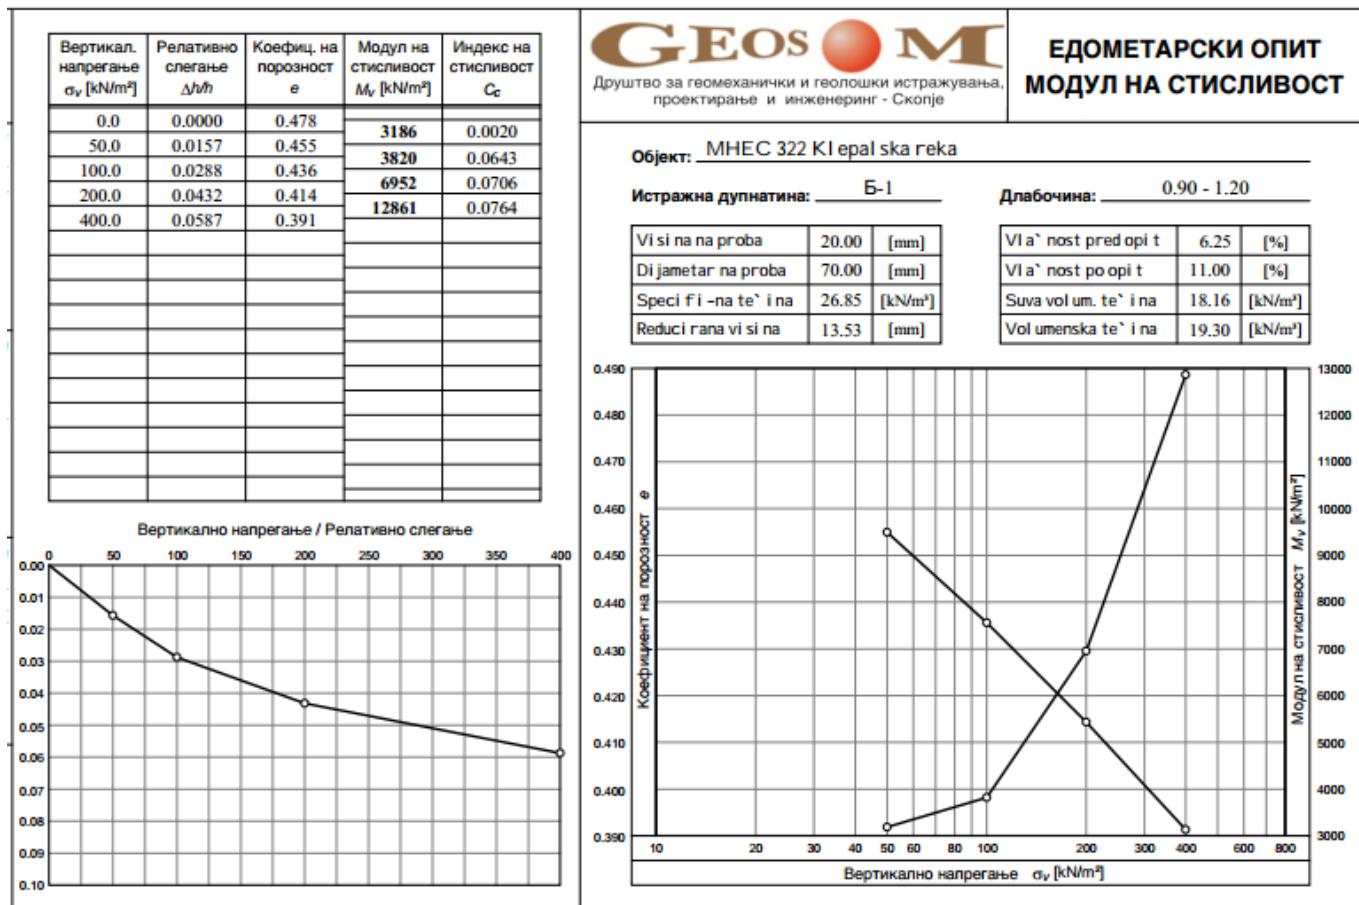 Вертикал. напрегање σv [kN/m²]
Релативно слегање Δh/h
Коефиц. на порозност e
Модул на стисливост Mv [kN/m²]
Индекс на стисливост Cc
0.0 0.0000 0.478
3186 0.0020
50.0 0.0157 0.455
3820 0.0643
100.0 0.0288 0.436
6952 0.0706
200.0 0.0432 0.414
12861 0.0764
400.0 0.0587 0.391
Вертикално напрегање / Релативно слегање
0 50 100 150 200 250 300 350 400
0.00
0.01
0.02
0.03
0.04
0.05
0.06
0.07
0.08
0.09
0.10
GEOS M
Друштво за геомеханички и геолошки истражувања,
проектирање и инженеринг - Скопје
ЕДОМЕТАРСКИ ОПИТ
МОДУЛ НА СТИСЛИВОСТ
Објект: MHEC 322 Kl epal ska reka
Истражна дупнатина: Б-1 Длабочина: 0.90 - 1.20
Vi si na na proba 20.00 [mm]
Di jametar na proba 70.00 [mm]
Speci fi -na te` i na 26.85 [kN/m³]
Reduci rana vi si na 13.53 [mm]
Vl a` nost pred opi t 6.25 [%]
Vl a` nost po opi t 11.00 [%]
Suva vol um. te` i na 18.16 [kN/m³]
Vol umenska te` i na 19.30 [kN/m³]
0.490
0.480
0.470
0.460
0.450
0.440
0.430
0.420
0.410
0.400
0.390
Коефициент на порозност e
13000
12000
11000
10000
9000
8000
7000
6000
5000
4000
3000
Модул на стисливост Mv [kN/m²]
10 20 30 40 50 60 80 100 200 300 400 600 800
Вертикално напрегање σv [kN/m²]